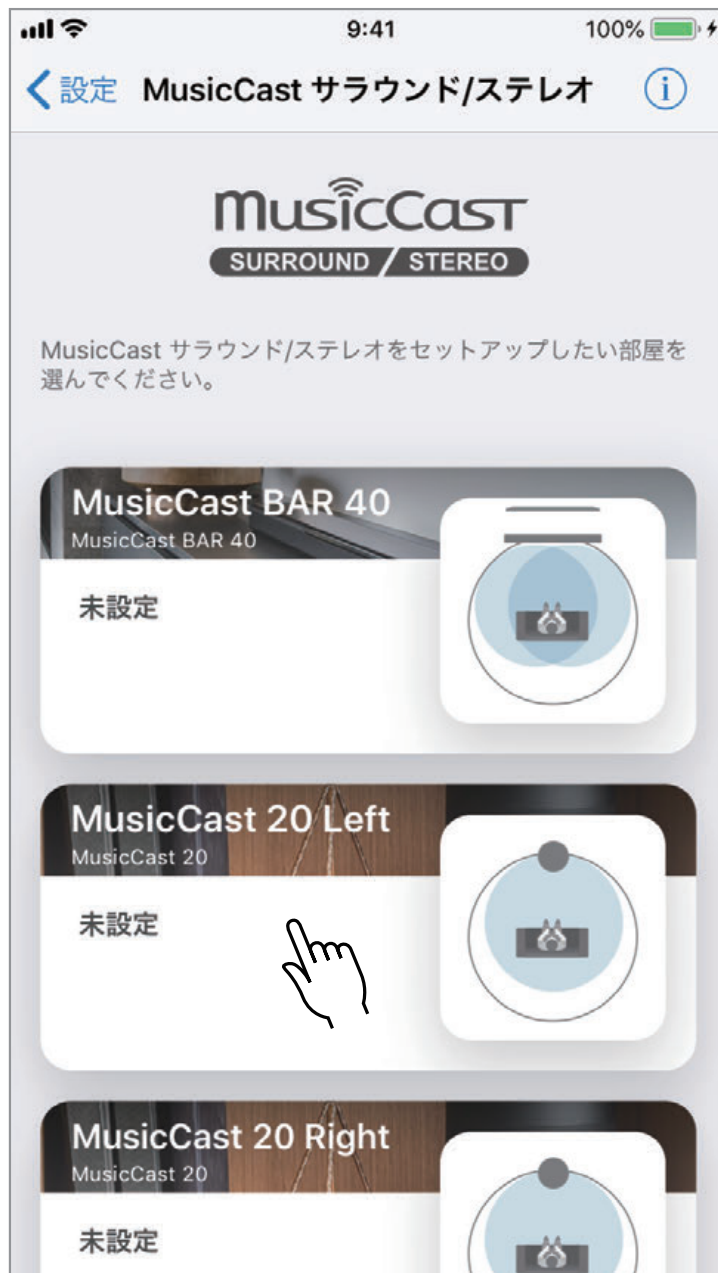 9:41
100%
設定 MusicCast サラウンド/ステレオ
MusicCast
SURROUND / STEREO
MusicCast サラウンド/ステレオをセットアップしたい部屋を
選んでください。
MusicCast BAR 40
MusicCast BAR 40
未設定
MusicCast 20 Left
MusicCast 20
未設定
MusicCast 20 Right
MusicCast 20
未設定